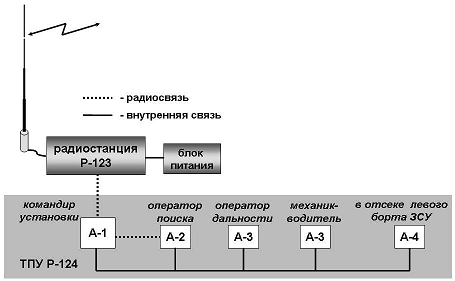 - радиосвязь
- внутренняя связь
радиостанция
Р-123
блок
питания
командир
установки
оператор
поиска
оператор
дальности
механик-
водитель
в отсеке левого
борта ЗСУ
А-1
А-2
А-3
А-3
А-4
ТПУ Р-124